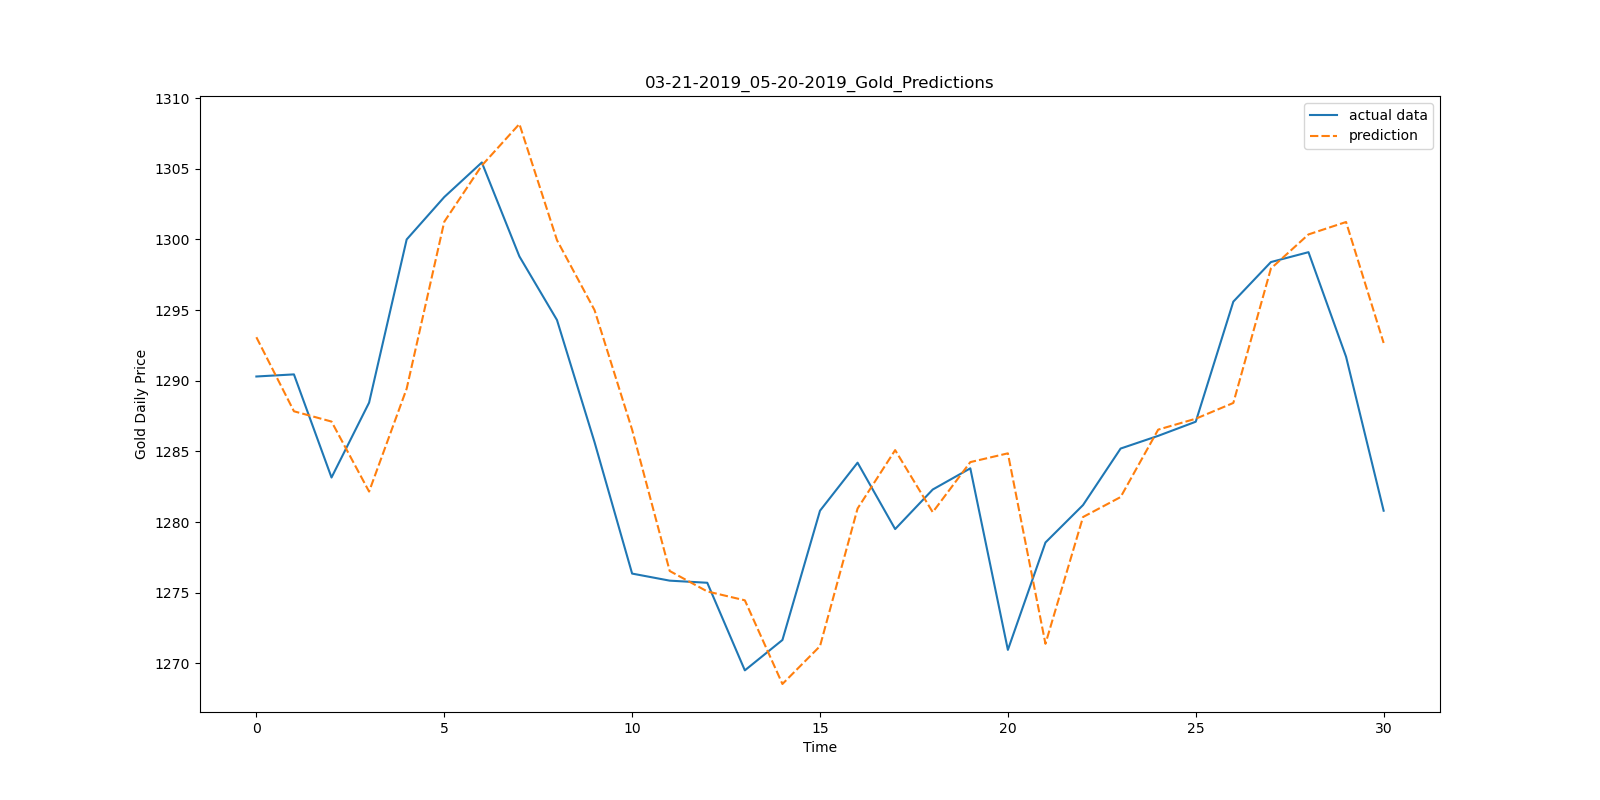 03-21-2019_05-20-2019_Gold_Predictions
actual data
prediction
Gold Daily Price
1310
1305
1300
1295
1290
1285
1280
1275
1270
0 5 10 15 20 25 30
Time